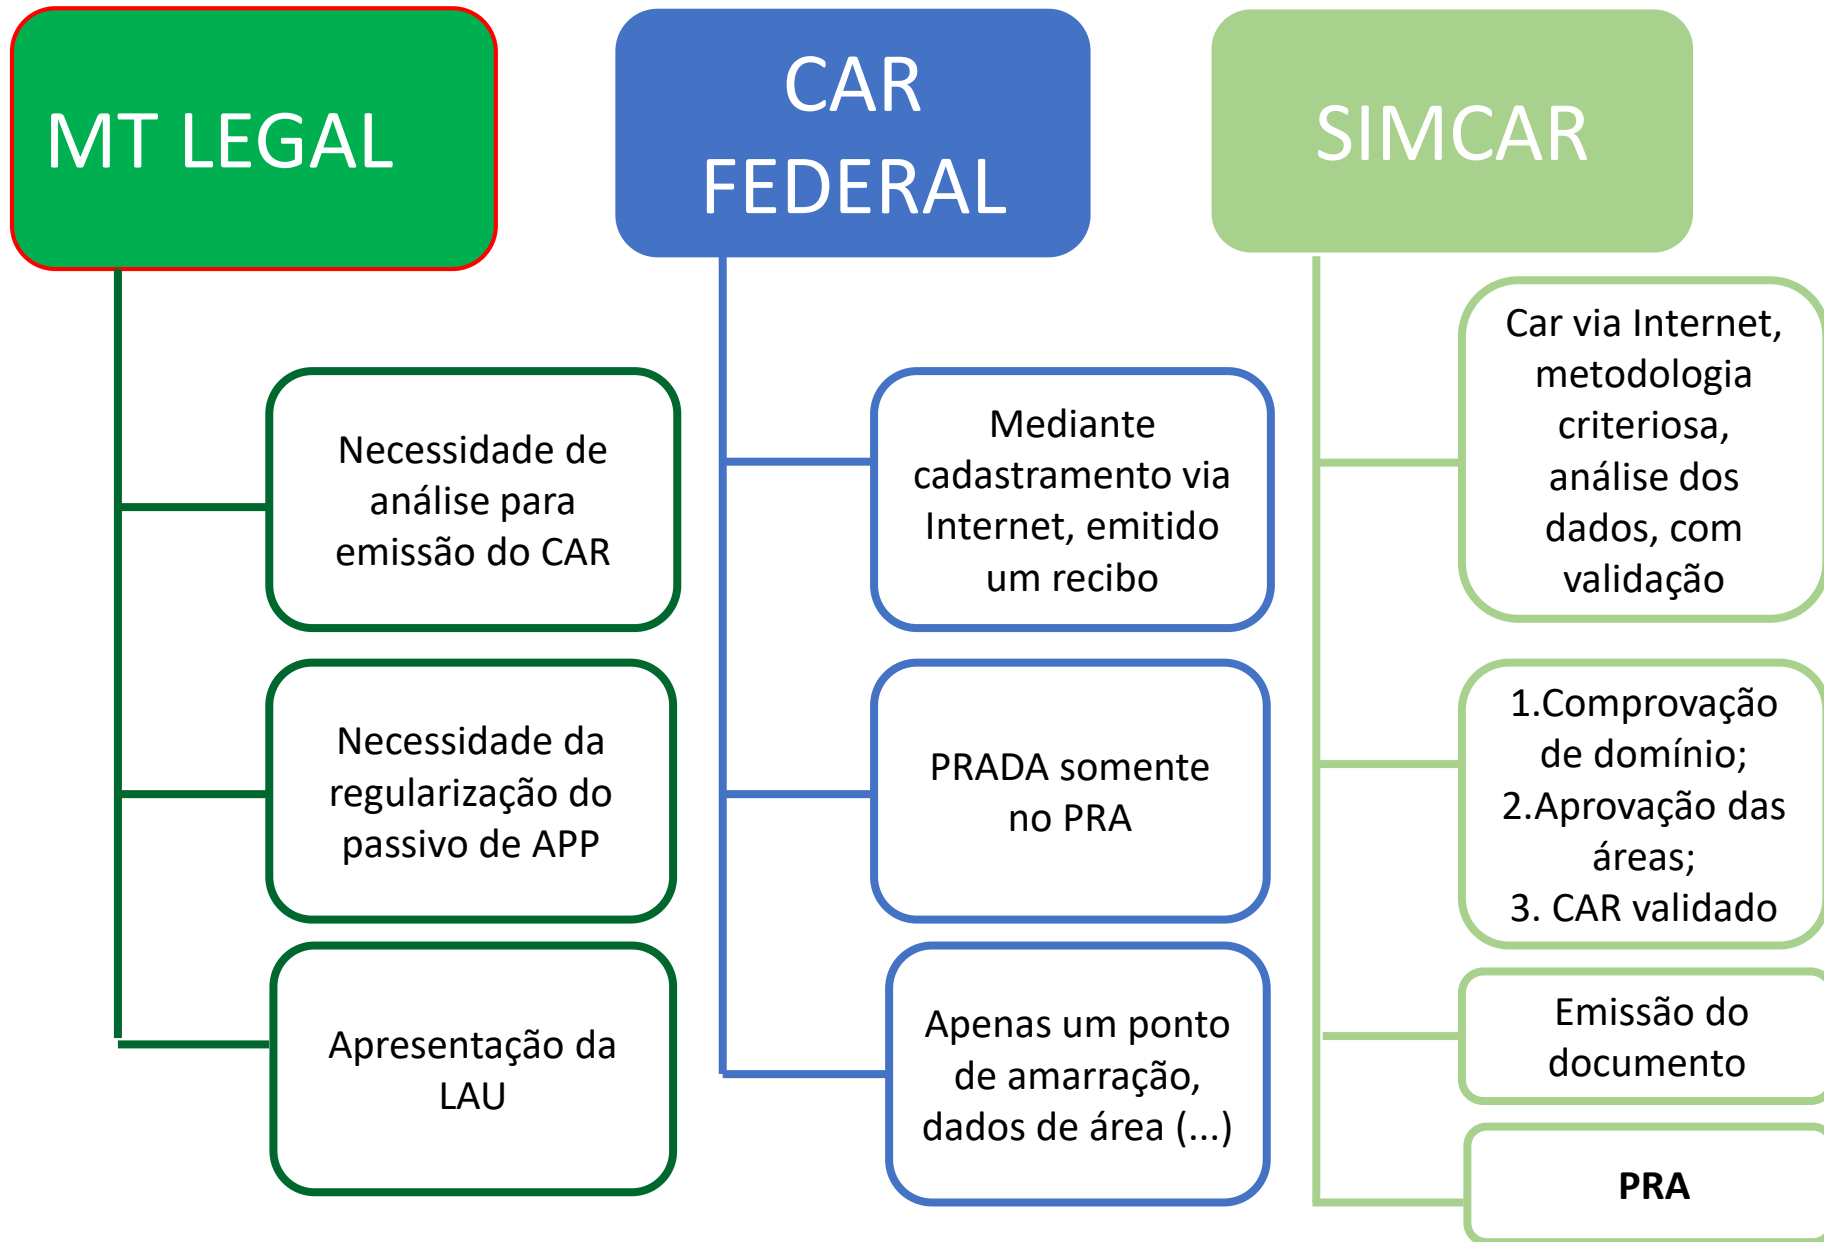 MT LEGAL
Necessidade de
análise para
emissão do CAR
Necessidade da
regularização do
passivo de APP
Apresentação da
LAU
CAR
FEDERAL
Mediante
cadastramento via
Internet, emitido
um recibo
PRADA somente
no PRA
Apenas um ponto
de amarração,
dados de área (...)
SIMCAR
Car via Internet,
metodologia
criteriosa,
análise dos
dados, com
validação
1.Comprovação
de domínio;
2.Aprovação das
áreas;
3. CAR validado
Emissão do
documento
PRA